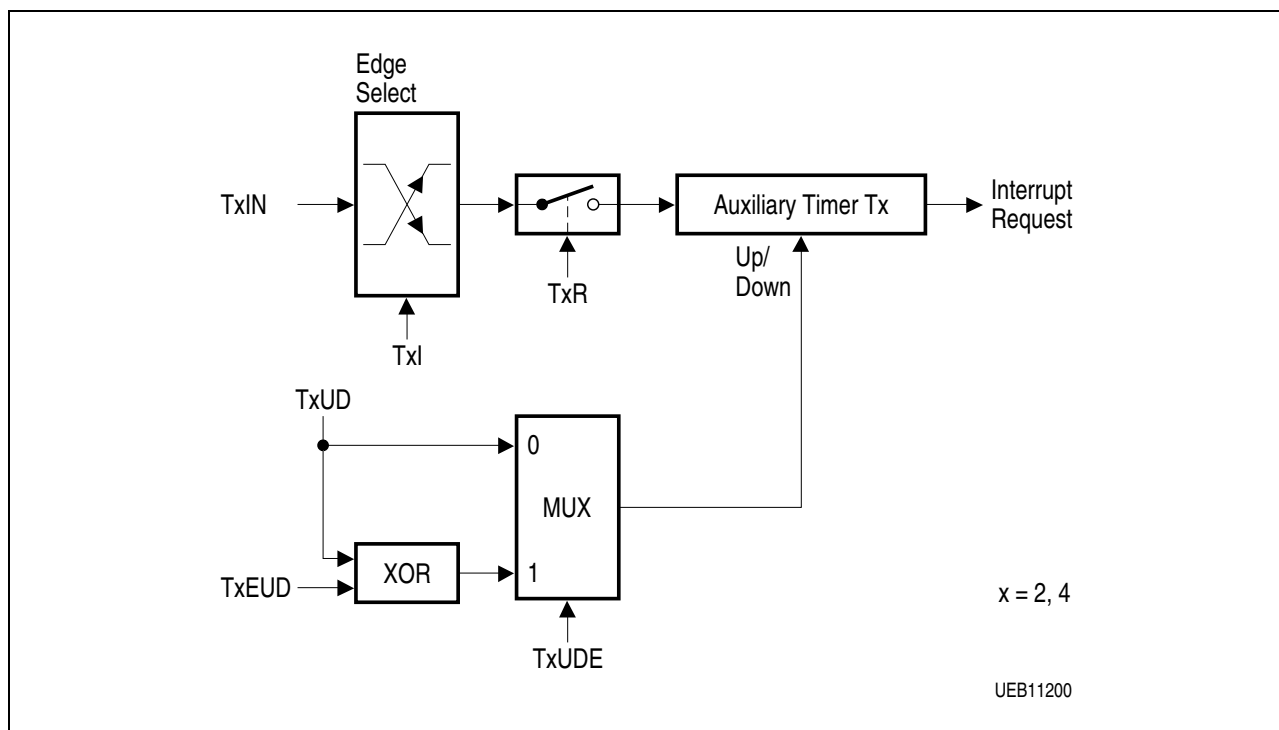 Edge
Select
TxIN
TxI
TxR
Auxiliary Timer Tx
Interrupt
Request
Up/
Down
TxUD
0
MUX
XOR
1
TxEUD
TxUDE
x = 2, 4
UEB11200